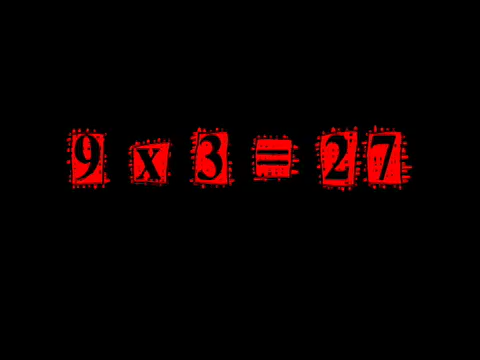 9 x 3 = 27